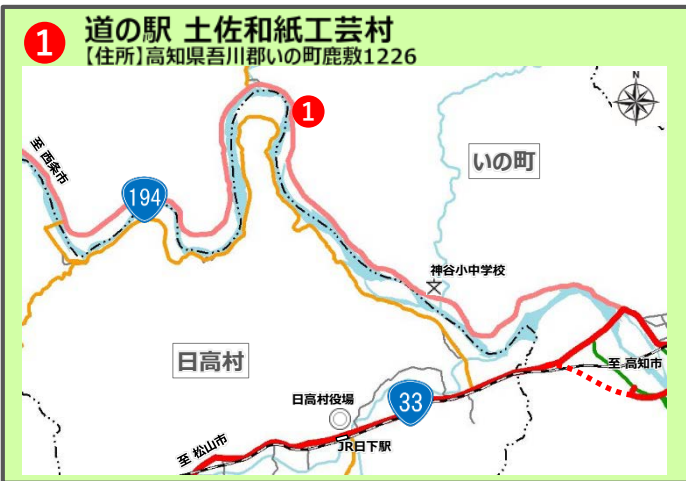 1 道の駅 土佐和紙工芸村
【住所】高知県吾川郡いの町鹿敷1226
N
1
いの町
至 西条市
194
神谷小中学校
日高村
至 高知市
日高村役場
33
至 松山市
JR日下駅